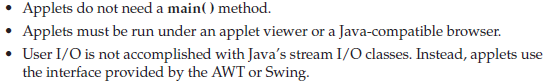 • Applets do not need a main( ) method.
• Applets must be run under an applet viewer or a Java-compatible browser.
• User I/O is not accomplished with Java's stream I/O classes. Instead, applets use
the interface provided by the AWT or Swing.